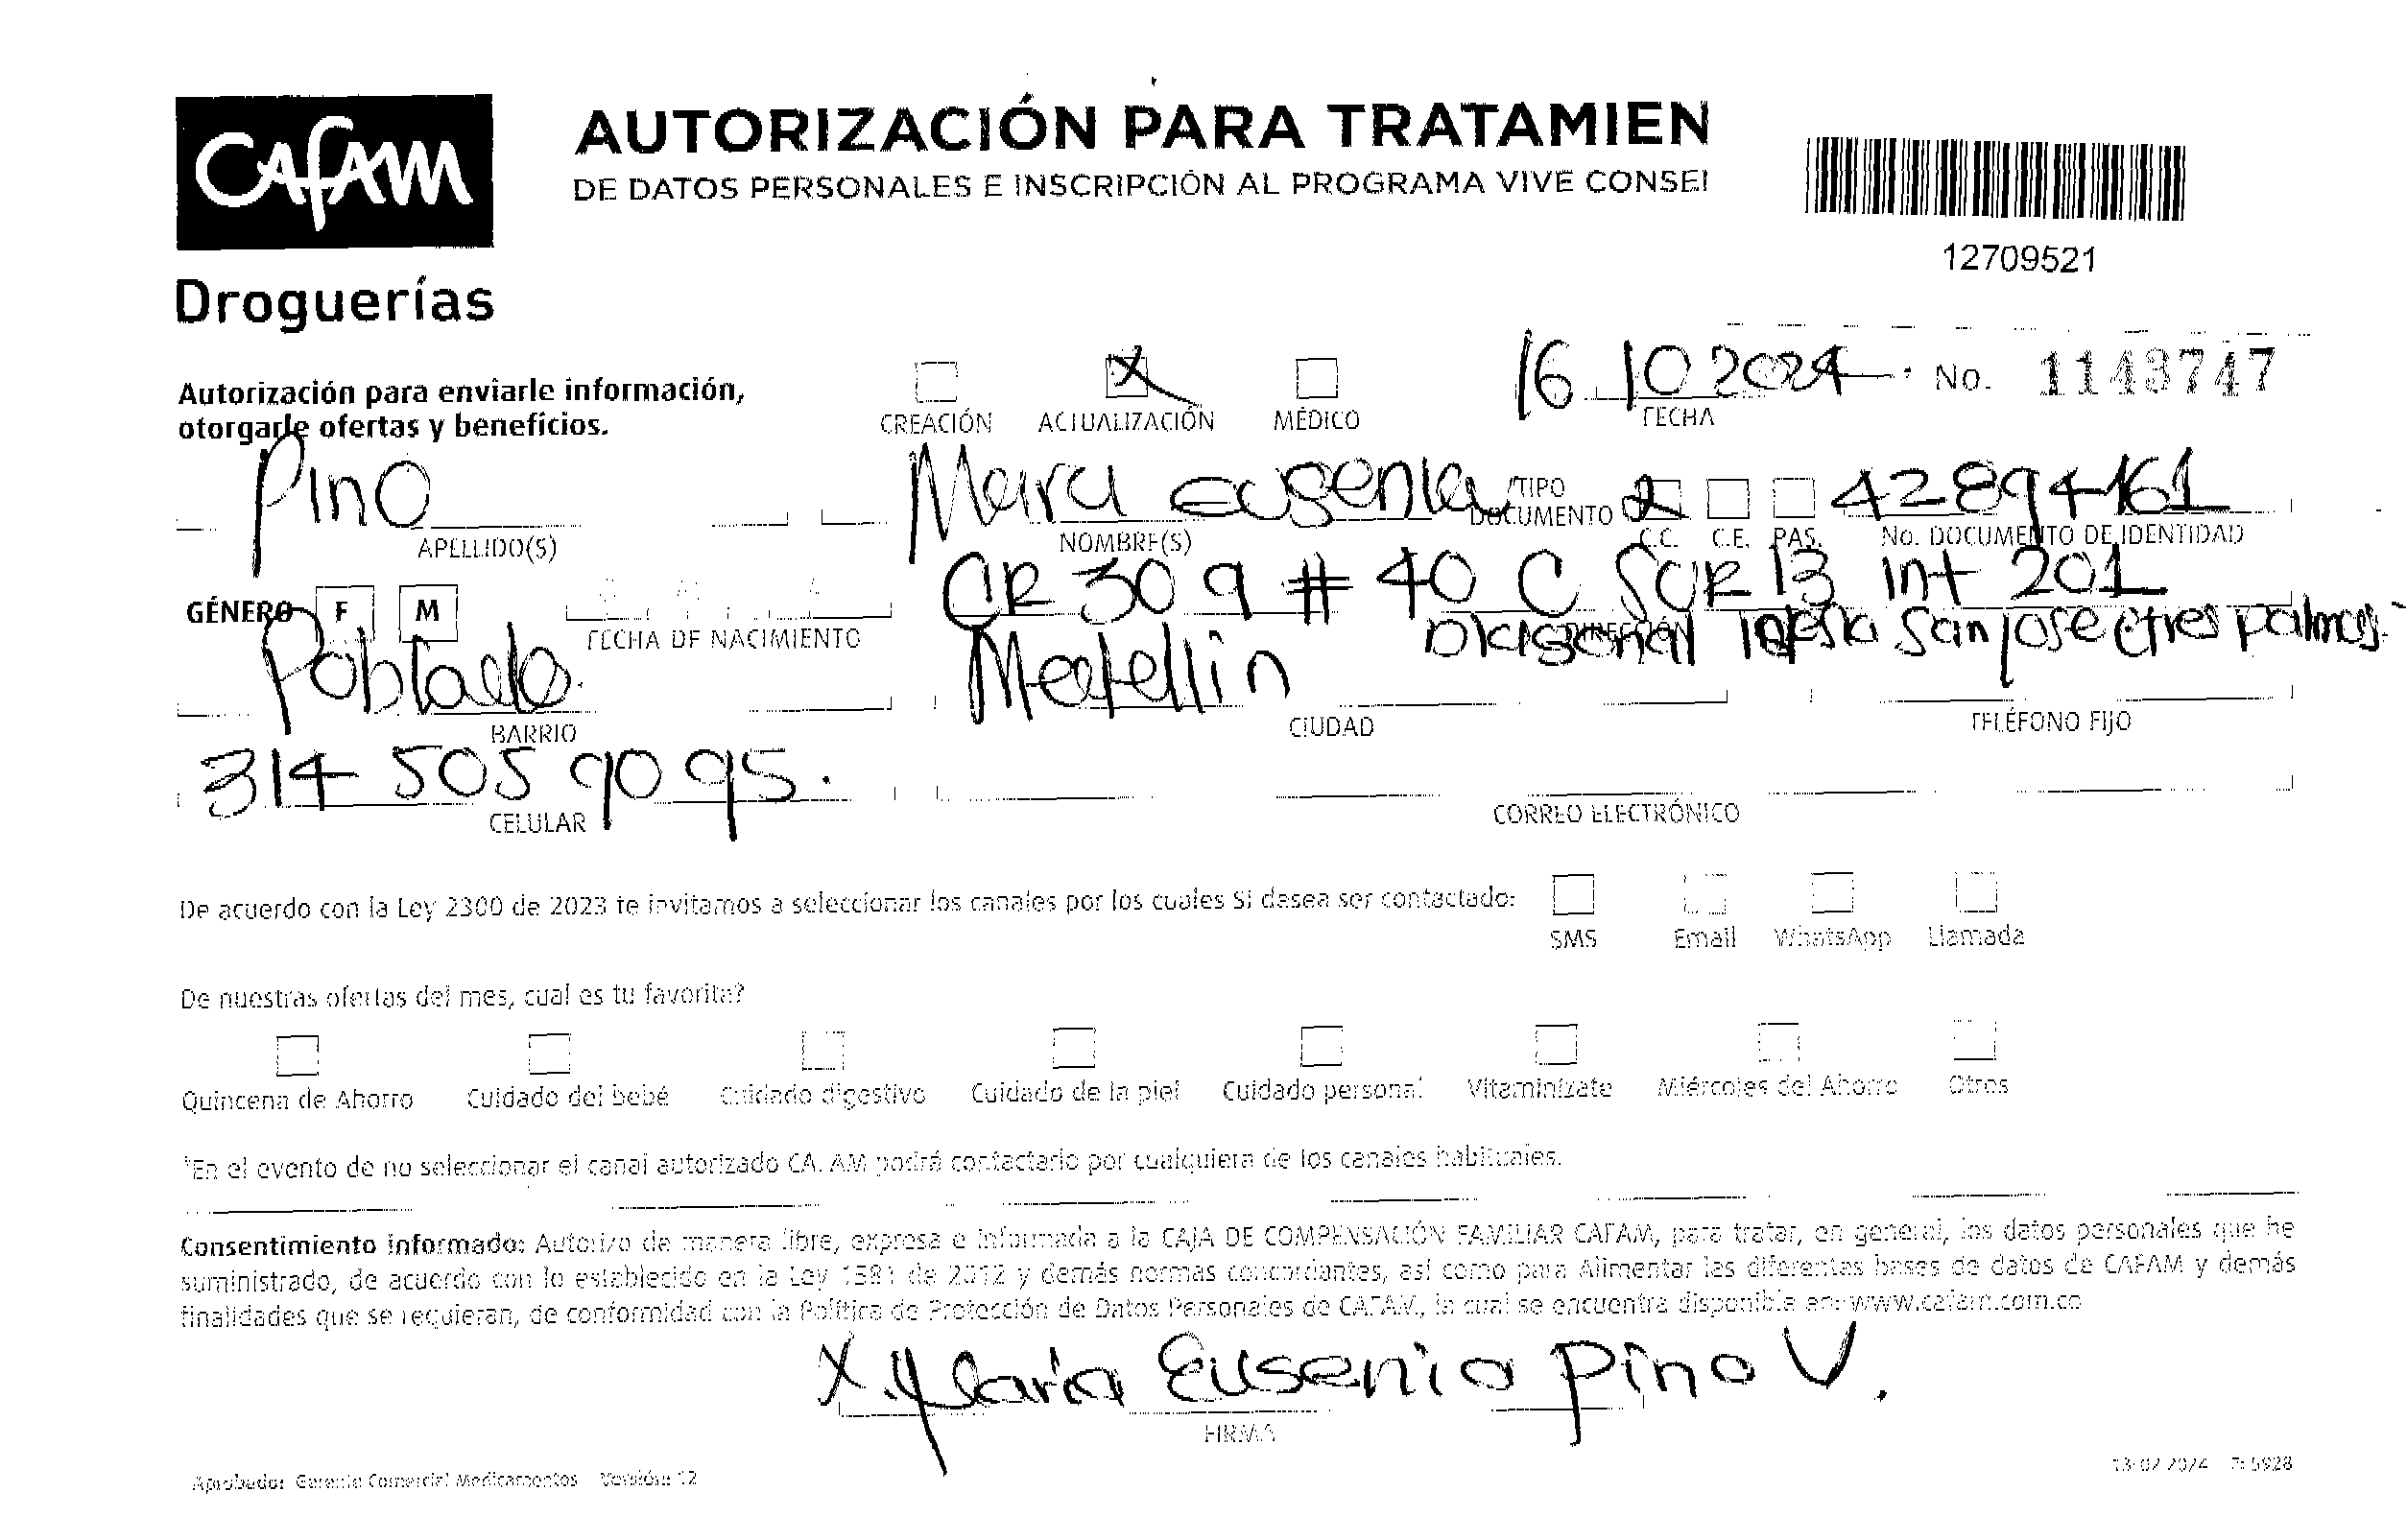 CAFAM
Droguerías
AUTORIZACIÓN PARA TRATAMIEN
DE DATOS PERSONALES E INSCRIPCIÓN AL PROGRAMA VIVE CONSEI
12709521
Autorización para enviarle información,
otorgarle ofertas y beneficios.
CREACIÓN ACTUALIZACIÓN MÉDICO
16 10 2024 No. 1143747
FECHA
Pino Maria Eugenia TIPO DOCUMENTO 42894161
APELLIDO(S) NOMBRE(S) C.C. C.E. PAS. No. DOCUMENTO DE IDENTIDAD
GÉNERO F M CR 30 9 # 40 C SUR 13 int 201
FECHA DE NACIMIENTO DIRECCIÓN
Diagonal Iglesia San jose
Poblado Medellin
BARRIO CIUDAD TELÉFONO FIJO
314 505 90 95.
CELULAR CORREO ELECTRÓNICO
De acuerdo con la Ley 2300 de 2023 te invitamos a seleccionar los canales por los cuales SI desea ser contactado:
SMS Email WhatsApp Llamada
De nuestras ofertas del mes, cual es tu favorita?
Quincena de Ahorro Cuidado del bebé Cuidado digestivo Cuidado de la piel Cuidado personal Vitaminízate Miércoles del Ahorro Otros
*En el evento de no seleccionar el canal autorizado CAFAM podrá contactarlo por cualquiera de los canales habituales.
Consentimiento informado: Autorizo de manera libre, expresa e informada a la CAJA DE COMPENSACIÓN FAMILIAR CAFAM, para tratar, en general, los datos personales que he
suministrado, de acuerdo con lo establecido en la Ley 1581 de 2012 y demás normas concordantes, así como para Alimentar las diferentes bases de datos de CAFAM y demás
finalidades que se requieran, de conformidad con la Política de Protección de Datos Personales de CAFAM, la cual se encuentra disponible en: www.cafam.com.co
X Maria Eugenia Pino V.
FIRMA
Aprobado: Gerencia Comercial Medicamentos Versión: 12